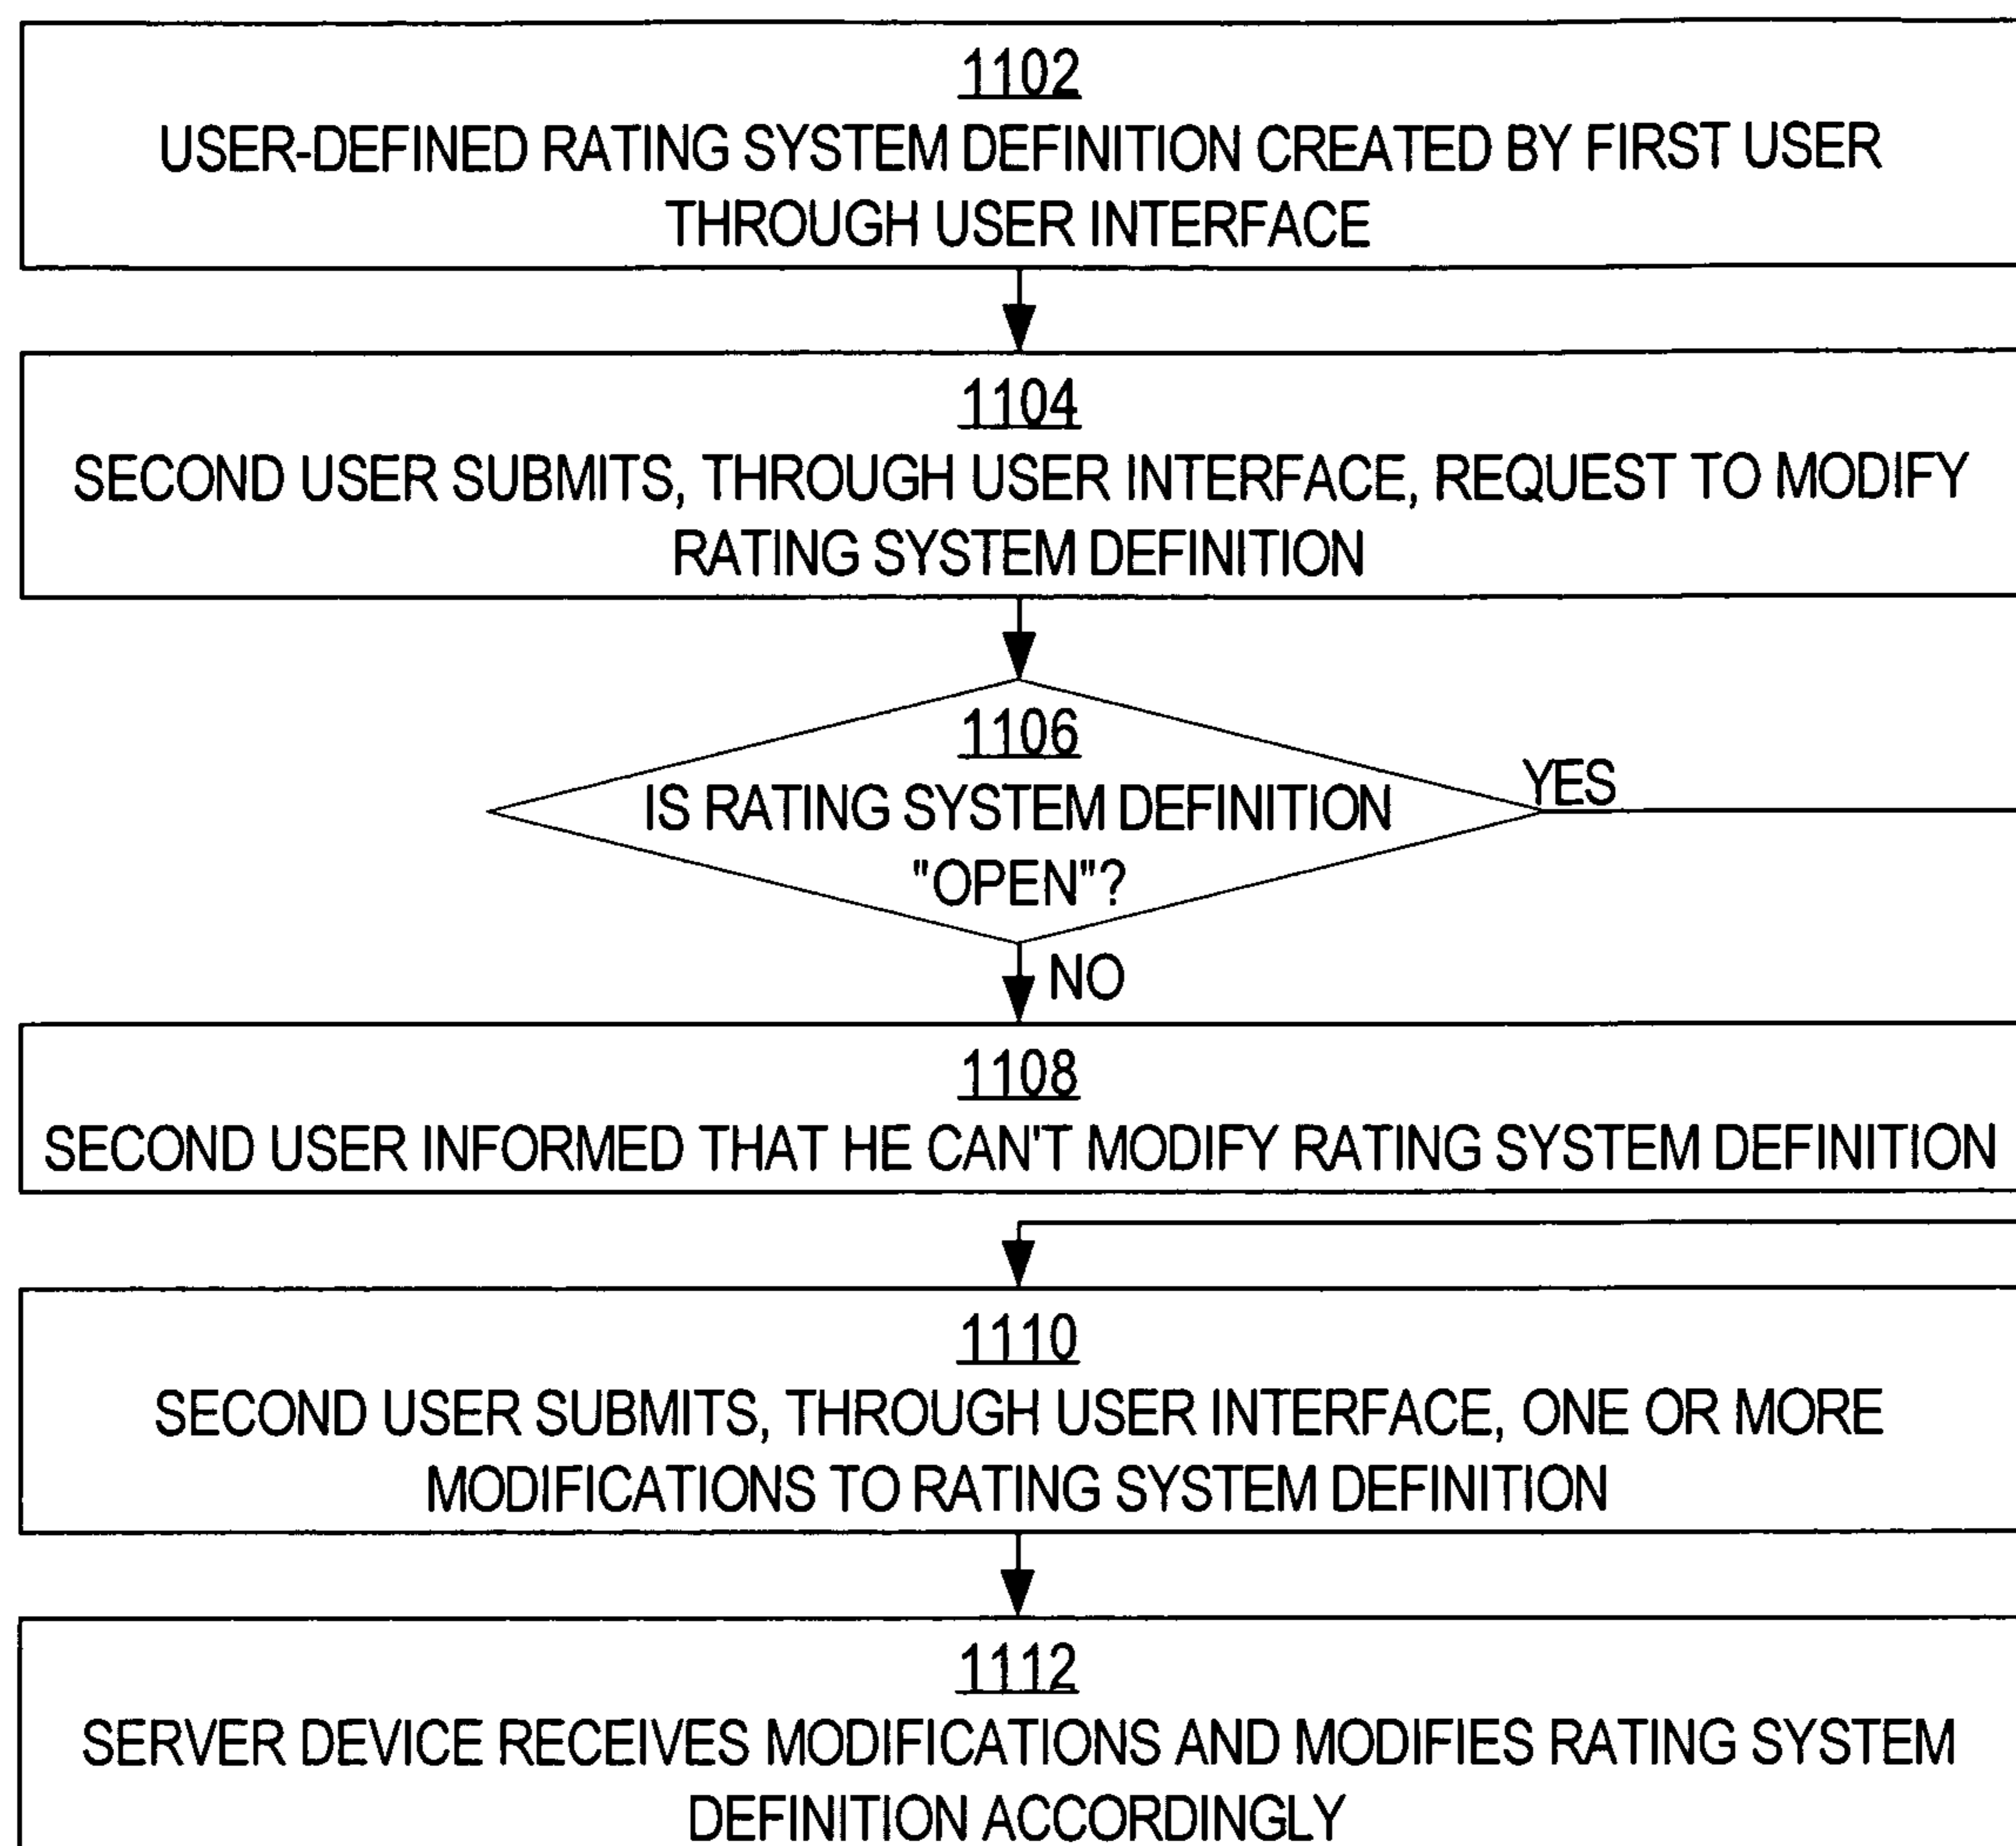 1102
USER-DEFINED RATING SYSTEM DEFINITION CREATED BY FIRST USER
THROUGH USER INTERFACE
1104
SECOND USER SUBMITS, THROUGH USER INTERFACE, REQUEST TO MODIFY
RATING SYSTEM DEFINITION
1106
IS RATING SYSTEM DEFINITION
"OPEN"?
YES
NO
1108
SECOND USER INFORMED THAT HE CAN'T MODIFY RATING SYSTEM DEFINITION
1110
SECOND USER SUBMITS, THROUGH USER INTERFACE, ONE OR MORE
MODIFICATIONS TO RATING SYSTEM DEFINITION
1112
SERVER DEVICE RECEIVES MODIFICATIONS AND MODIFIES RATING SYSTEM
DEFINITION ACCORDINGLY